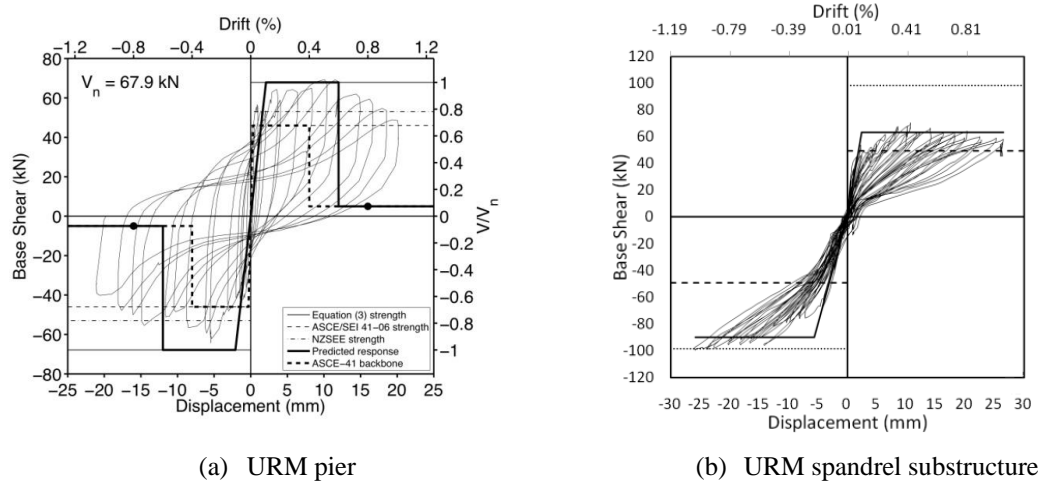 Drift (%)
-1.2 -0.8 -0.4 0 0.4 0.8 1.2
80
60
40
20
0
−20
−40
−60
−80
Base Shear (kN)
V_n = 67.9 kN
1
0.8
0.6
0.4
0.2
0
−0.2
−0.4
−0.6
−0.8
−1
V/V_n
Equation (3) strength
ASCE/SEI 41−06 strength
NZSEE strength
Predicted response
ASCE−41 backbone
−25 −20 −15 −10 −5 0 5 10 15 20 25
Displacement (mm)
(a) URM pier
Drift (%)
-1.19 -0.79 -0.39 0.01 0.41 0.81
120
100
80
60
40
20
0
-20
-40
-60
-80
-100
-120
Base Shear (kN)
-30 -25 -20 -15 -10 -5 0 5 10 15 20 25 30
Displacement (mm)
(b) URM spandrel substructure